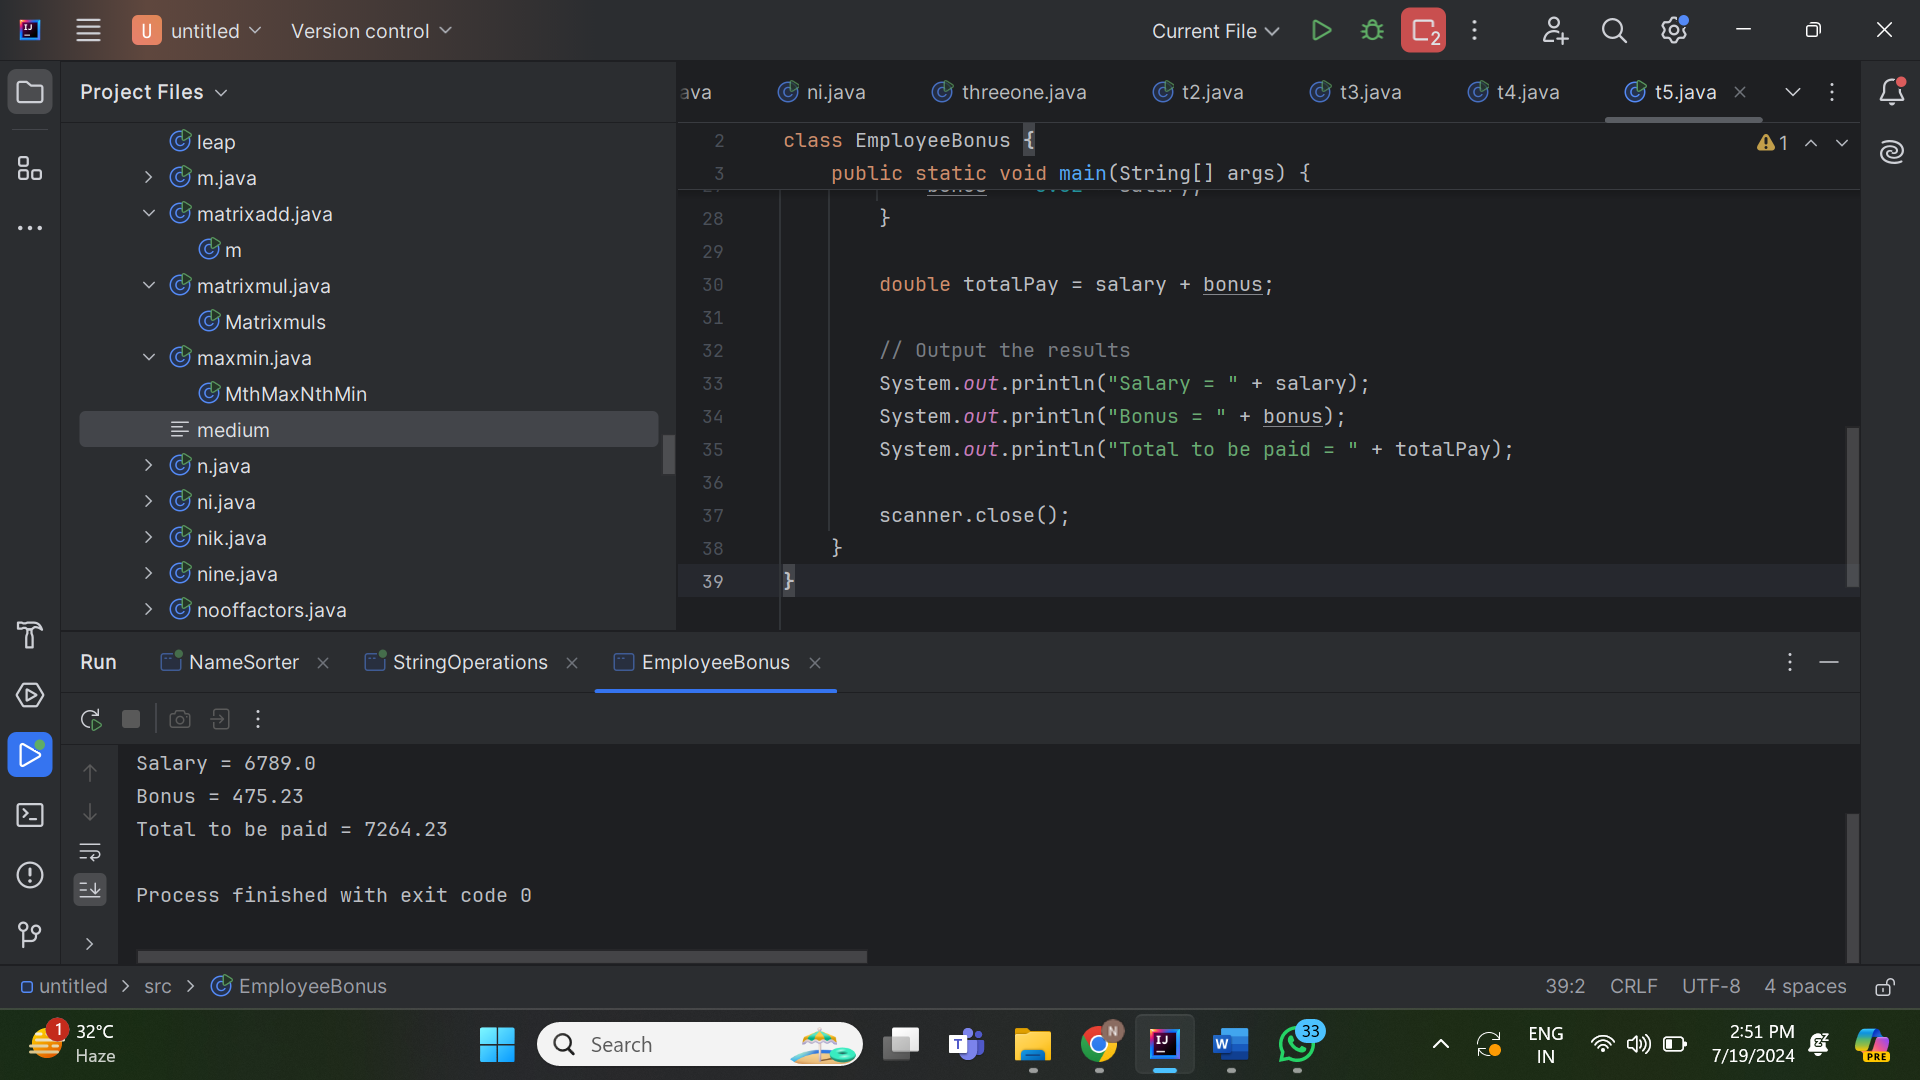 U untitled Version control Current File 2
Project Files
leap
m.java
matrixadd.java
m
matrixmul.java
Matrixmuls
maxmin.java
MthMaxNthMin
medium
n.java
ni.java
nik.java
nine.java
nooffactors.java
ava ni.java threeone.java t2.java t3.java t4.java t5.java
2 class EmployeeBonus {
3 public static void main(String[] args) {
1
28 }
29
30 double totalPay = salary + bonus;
31
32 // Output the results
33 System.out.println("Salary = " + salary);
34 System.out.println("Bonus = " + bonus);
35 System.out.println("Total to be paid = " + totalPay);
36
37 scanner.close();
38 }
39 }
Run NameSorter StringOperations EmployeeBonus
Salary = 6789.0
Bonus = 475.23
Total to be paid = 7264.23
Process finished with exit code 0
untitled > src > EmployeeBonus 39:2 CRLF UTF-8 4 spaces
1 32°C
Haze
Search
T
N
IJ
W
33
ENG
IN
2:51 PM
7/19/2024
PRE